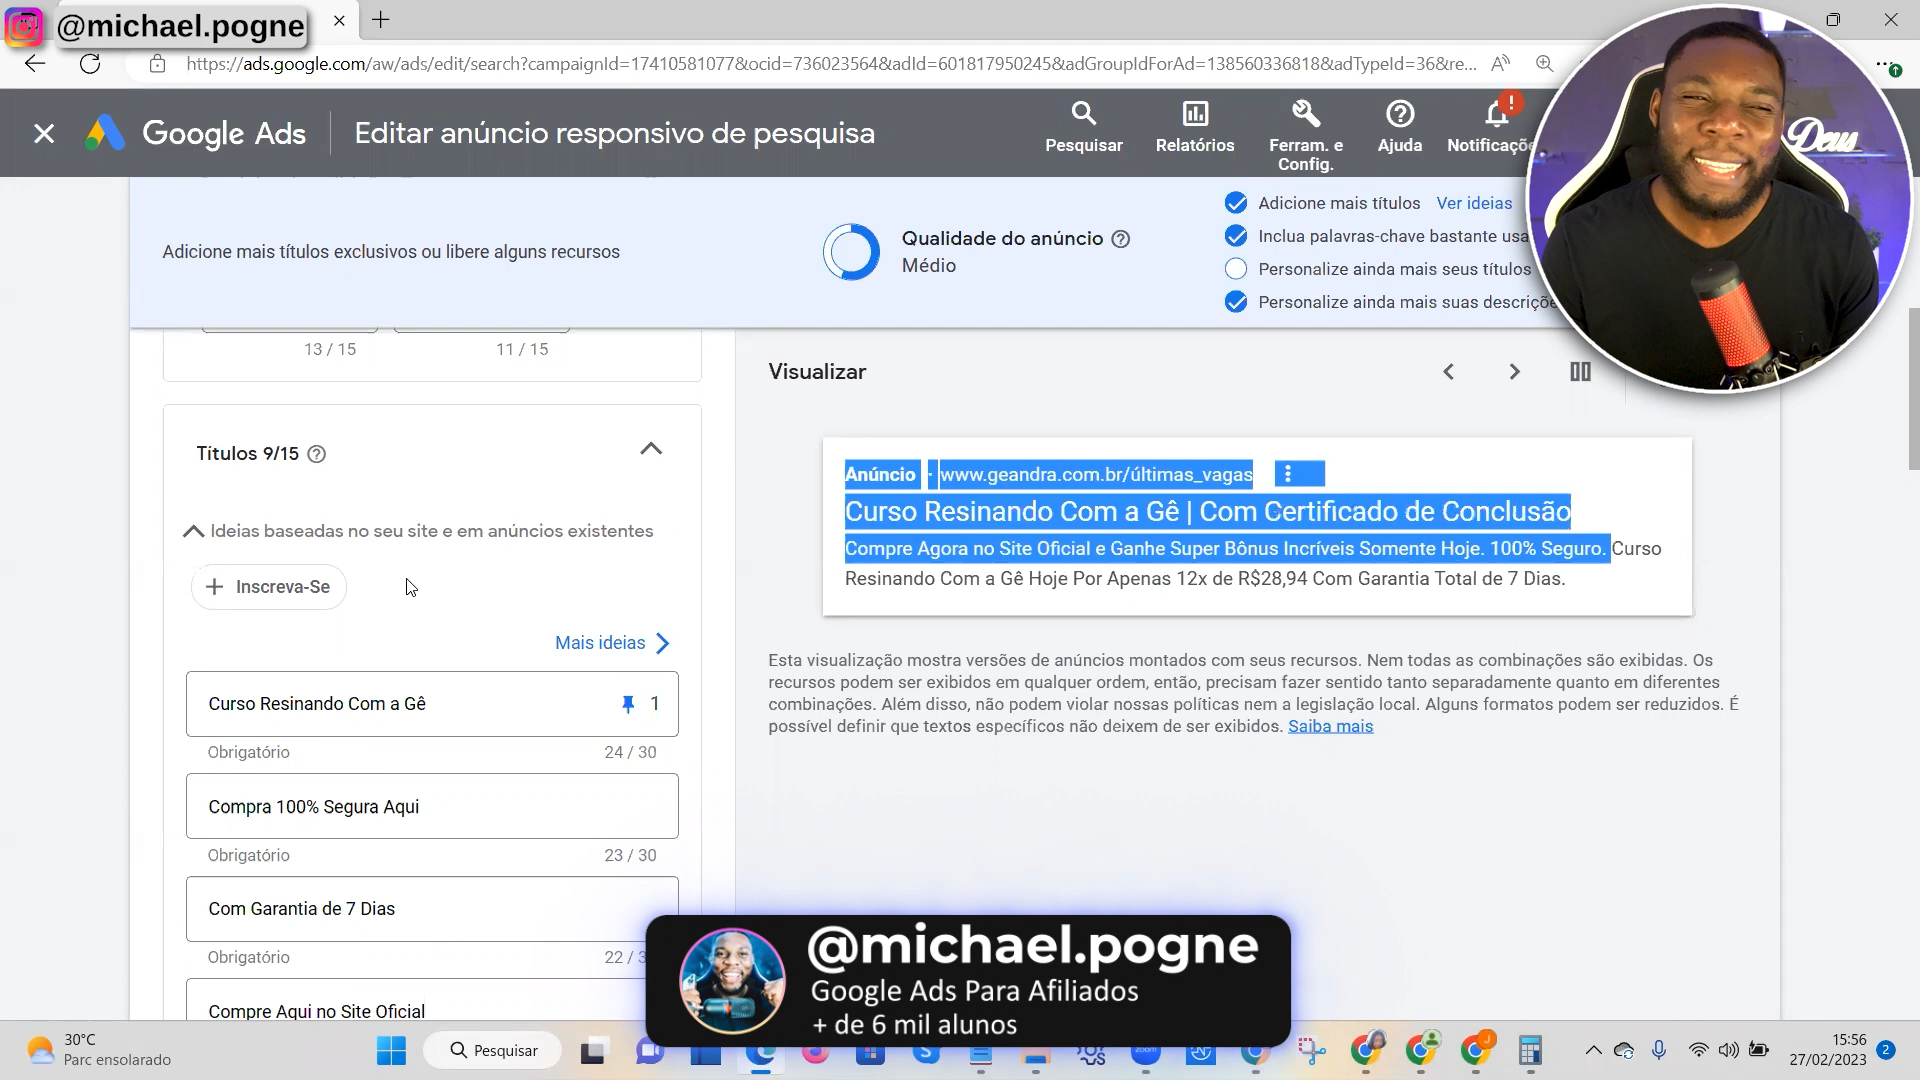 @michael.pogne
https://ads.google.com/aw/ads/edit/search?campaignId=17410581077&ocid=736023564&adId=601817950245&adGroupIdForAd=138560336818&adTypeId=36&re...
Google Ads
Editar anúncio responsivo de pesquisa
Pesquisar
Relatórios
Ferram. e
Config.
Ajuda
Notificaçõe
Deus
Adicione mais títulos exclusivos ou libere alguns recursos
Qualidade do anúncio
Médio
Adicione mais títulos Ver ideias
Inclua palavras-chave bastante usa
Personalize ainda mais seus títulos
Personalize ainda mais suas descriçõe
13 / 15
11 / 15
Títulos 9/15
Ideias baseadas no seu site e em anúncios existentes
+ Inscreva-Se
Mais ideias
Curso Resinando Com a Gê
1
Obrigatório
24 / 30
Compra 100% Segura Aqui
Obrigatório
23 / 30
Com Garantia de 7 Dias
Obrigatório
22 / 3
Compre Aqui no Site Oficial
Visualizar
Anúncio · www.geandra.com.br/últimas_vagas
Curso Resinando Com a Gê | Com Certificado de Conclusão
Compre Agora no Site Oficial e Ganhe Super Bônus Incríveis Somente Hoje. 100% Seguro. Curso
Resinando Com a Gê Hoje Por Apenas 12x de R$28,94 Com Garantia Total de 7 Dias.
Esta visualização mostra versões de anúncios montados com seus recursos. Nem todas as combinações são exibidas. Os
recursos podem ser exibidos em qualquer ordem, então, precisam fazer sentido tanto separadamente quanto em diferentes
combinações. Além disso, não podem violar nossas políticas nem a legislação local. Alguns formatos podem ser reduzidos. É
possível definir que textos específicos não deixem de ser exibidos. Saiba mais
@michael.pogne
Google Ads Para Afiliados
+ de 6 mil alunos
30°C
Parc ensolarado
Pesquisar
15:56
27/02/2023
2